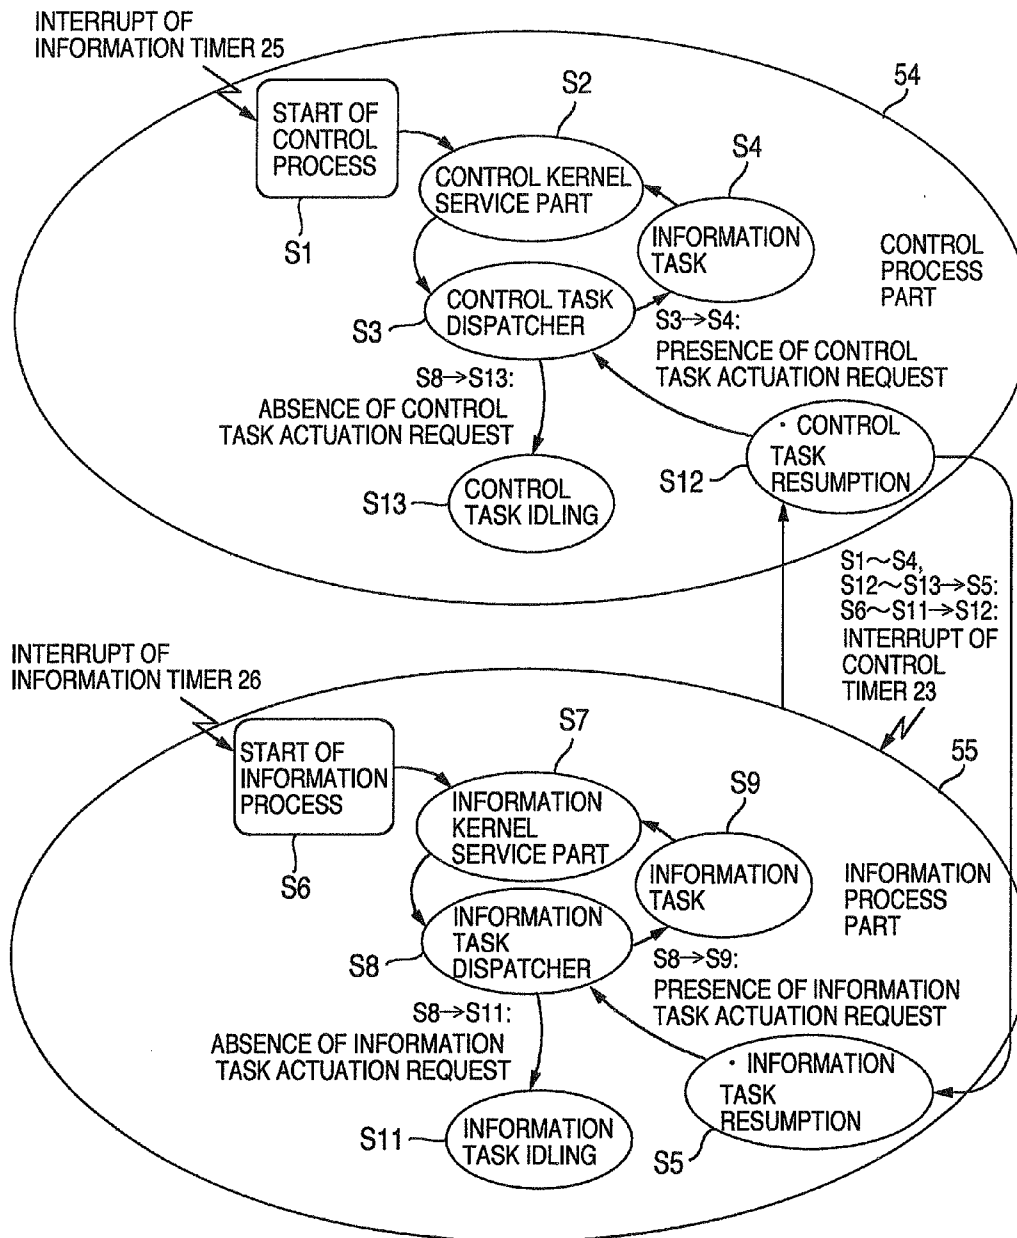 INTERRUPT OF
INFORMATION TIMER 25
54
START OF
CONTROL
PROCESS
S1
S2
CONTROL KERNEL
SERVICE PART
S4
INFORMATION
TASK
CONTROL
PROCESS
PART
S3
CONTROL TASK
DISPATCHER
S3→S4:
PRESENCE OF CONTROL
TASK ACTUATION REQUEST
S8→S13:
ABSENCE OF CONTROL
TASK ACTUATION REQUEST
· CONTROL
TASK
RESUMPTION
S12
S13
CONTROL
TASK IDLING
S1~S4,
S12~S13→S5:
S6~S11→S12:
INTERRUPT OF
CONTROL
TIMER 23
INTERRUPT OF
INFORMATION TIMER 26
55
START OF
INFORMATION
PROCESS
S6
S7
INFORMATION
KERNEL
SERVICE PART
S9
INFORMATION
TASK
INFORMATION
PROCESS
PART
S8
INFORMATION
TASK
DISPATCHER
S8→S9:
PRESENCE OF INFORMATION
TASK ACTUATION REQUEST
S8→S11:
ABSENCE OF INFORMATION
TASK ACTUATION REQUEST
· INFORMATION
TASK
RESUMPTION
S5
S11
INFORMATION
TASK IDLING